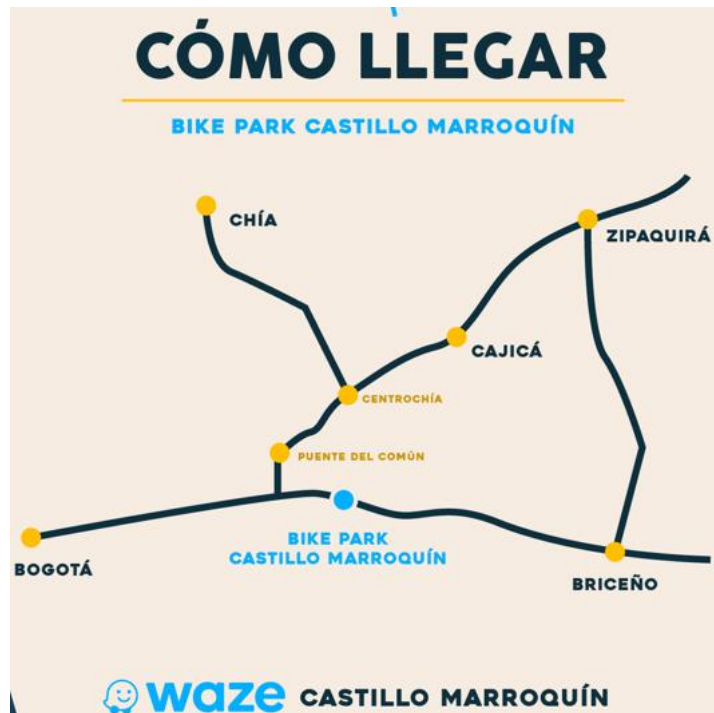 CÓMO LLEGAR
BIKE PARK CASTILLO MARROQUÍN
CHÍA
ZIPAQUIRÁ
CAJICÁ
CENTROCHÍA
PUENTE DEL COMÚN
BIKE PARK
CASTILLO MARROQUÍN
BOGOTÁ
BRICEÑO
waze CASTILLO MARROQUÍN